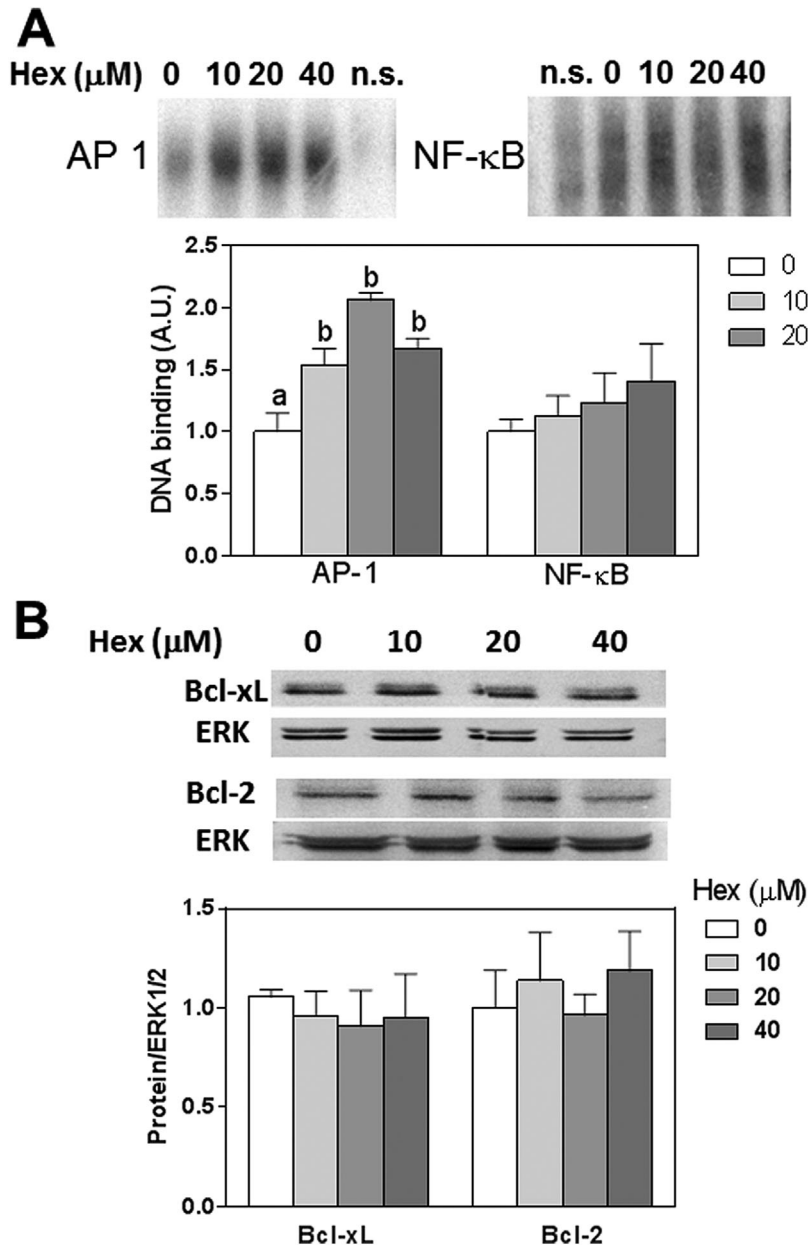 A
Hex (μM) 0 10 20 40 n.s.
n.s. 0 10 20 40
AP 1
NF-κB
2.5
2.0
1.5
1.0
0.5
0.0
DNA binding (A.U.)
a b b b
AP-1 NF-κB
0
10
20
B
Hex (μM) 0 10 20 40
Bcl-xL
ERK
Bcl-2
ERK
1.5
1.0
0.5
0.0
Protein/ERK1/2
Bcl-xL Bcl-2
Hex (μM)
0
10
20
40